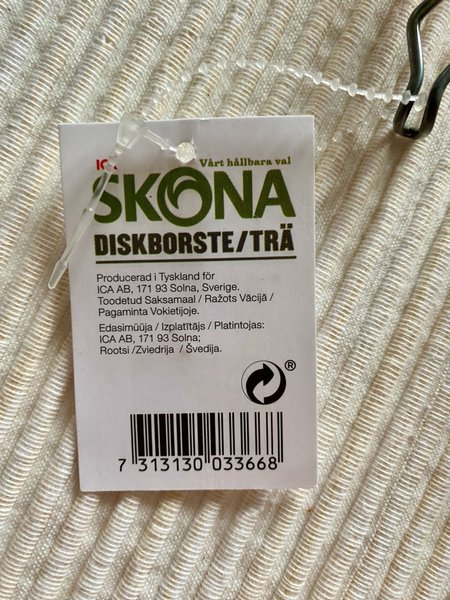 ICA Vårt hållbara val
SKONA
DISKBORSTE/TRÄ
Producerad i Tyskland för
ICA AB, 171 93 Solna, Sverige.
Toodetud Saksamaal / Ražots Vācijā /
Pagaminta Vokietijoje.
Edasimüüja / Izplatītājs / Platintojas:
ICA AB, 171 93 Solna;
Rootsi /Zviedrija / Švedija.
®
7 313130 033668